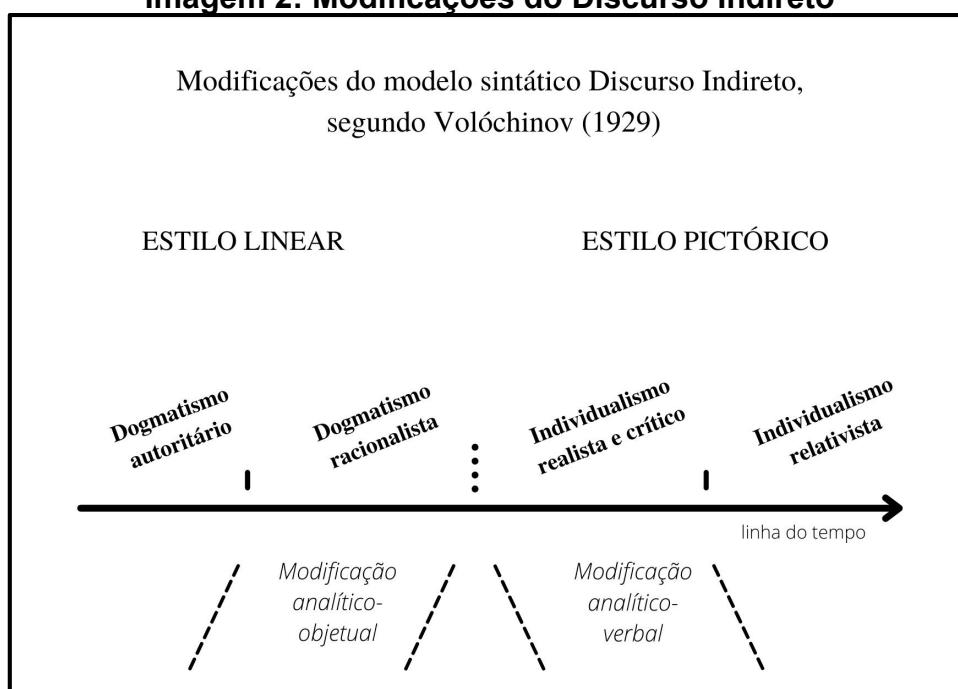 Imagem 2: Modificações do Discurso Indireto
Modificações do modelo sintático Discurso Indireto,
segundo Volóchinov (1929)
ESTILO LINEAR
ESTILO PICTÓRICO
Dogmatismo
autoritário
Dogmatismo
racionalista
Individualismo
realista e crítico
Individualismo
relativista
linha do tempo
Modificação
analítico-
objetual
Modificação
analítico-
verbal